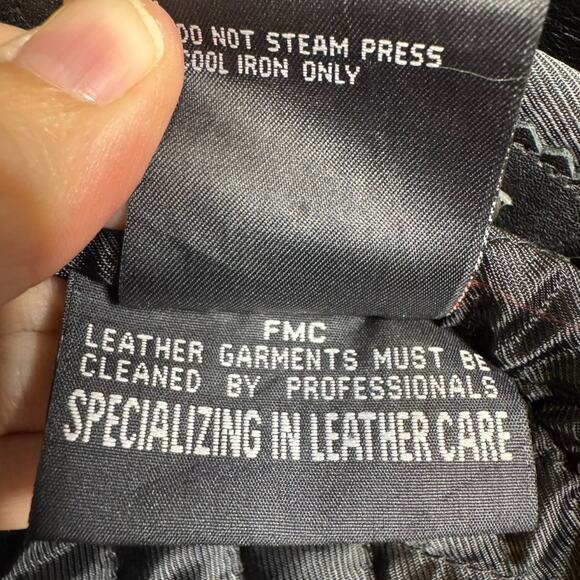 DO NOT STEAM PRESS
COOL IRON ONLY
FMC
LEATHER GARMENTS MUST BE
CLEANED BY PROFESSIONALS
SPECIALIZING IN LEATHER CARE